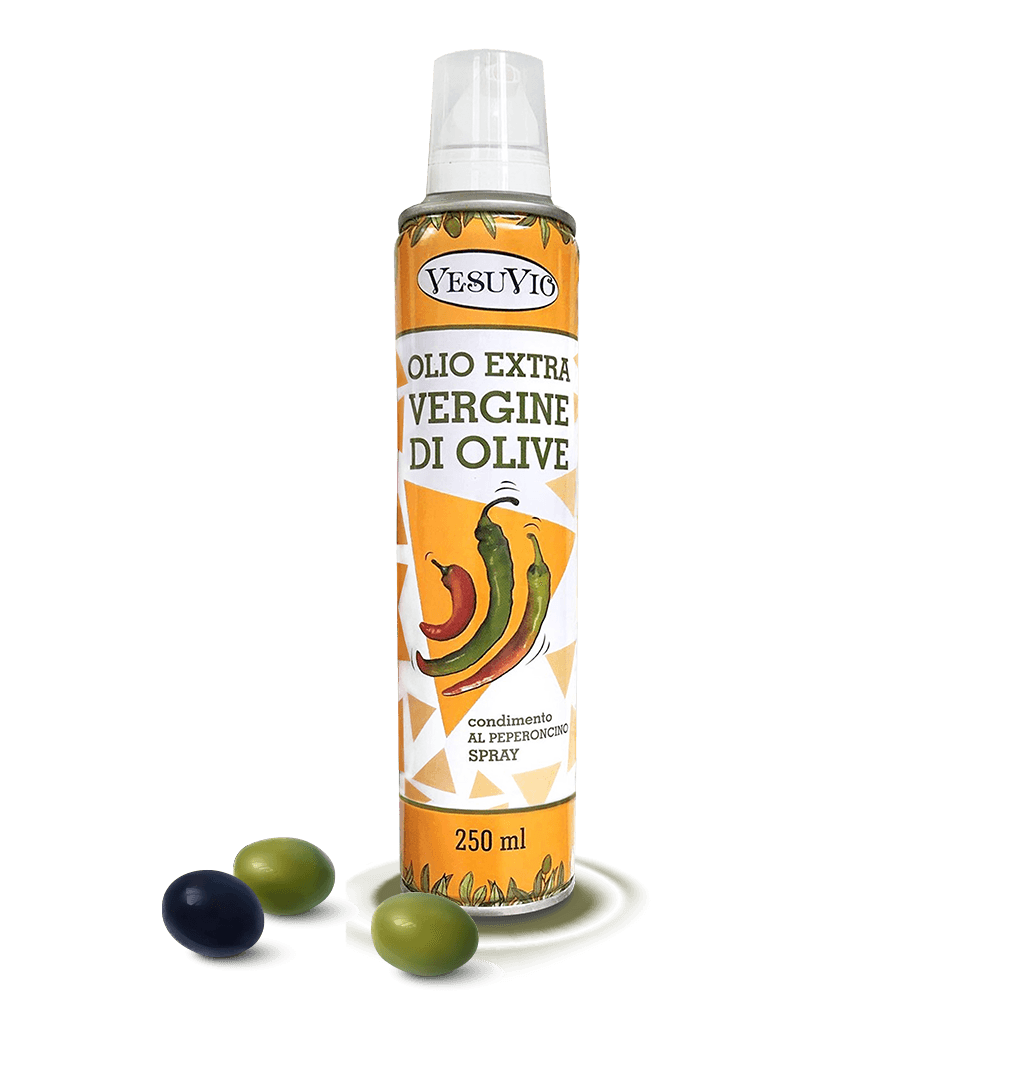 VESUVIO
OLIO EXTRA
VERGINE
DI OLIVE
condimento
AL PEPERONCINO
SPRAY
250 ml